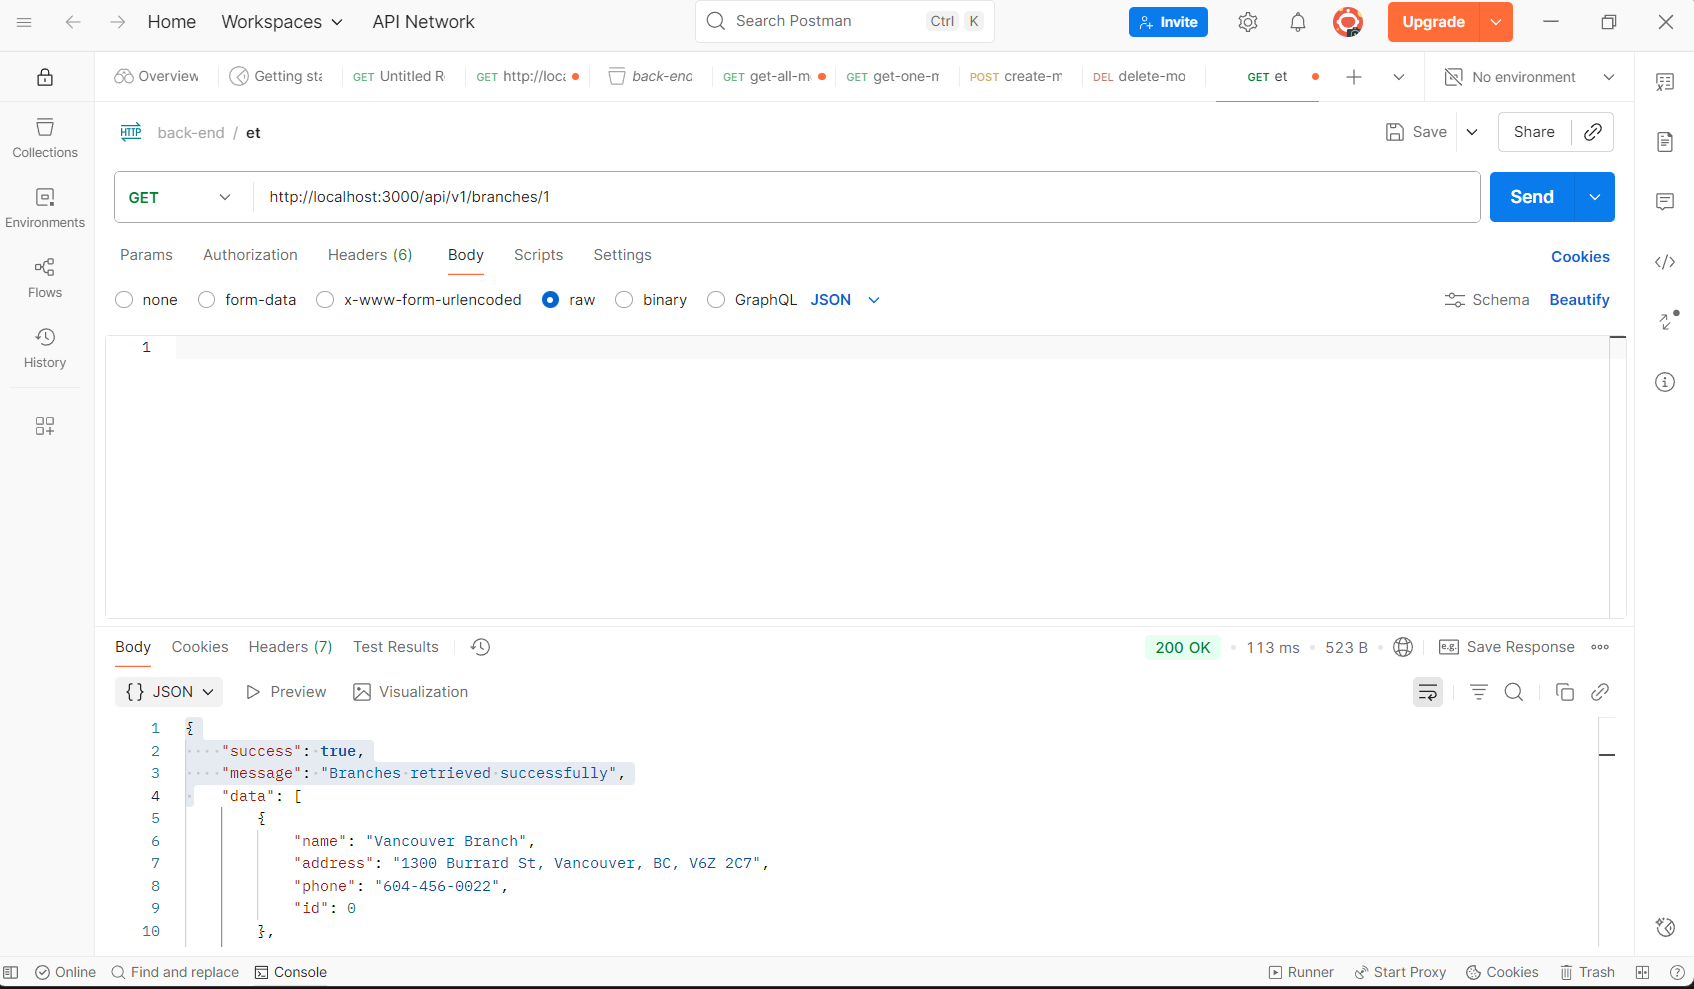 Home Workspaces API Network Search Postman Ctrl K Invite Upgrade
Overview Getting sta GET Untitled R GET http://loca back-end GET get-all-m GET get-one-m POST create-m DEL delete-mo GET et No environment
HTTP back-end / et Save Share
GET http://localhost:3000/api/v1/branches/1 Send
Params Authorization Headers (6) Body Scripts Settings Cookies
none form-data x-www-form-urlencoded raw binary GraphQL JSON Schema Beautify
1
Collections
Environments
Flows
History
Body Cookies Headers (7) Test Results 200 OK • 113 ms • 523 B • e.g. Save Response
{} JSON Preview Visualization
1 {
2 "success": true,
3 "message": "Branches retrieved successfully",
4 "data": [
5 {
6 "name": "Vancouver Branch",
7 "address": "1300 Burrard St, Vancouver, BC, V6Z 2C7",
8 "phone": "604-456-0022",
9 "id": 0
10 },
Online Find and replace Console Runner Start Proxy Cookies Trash